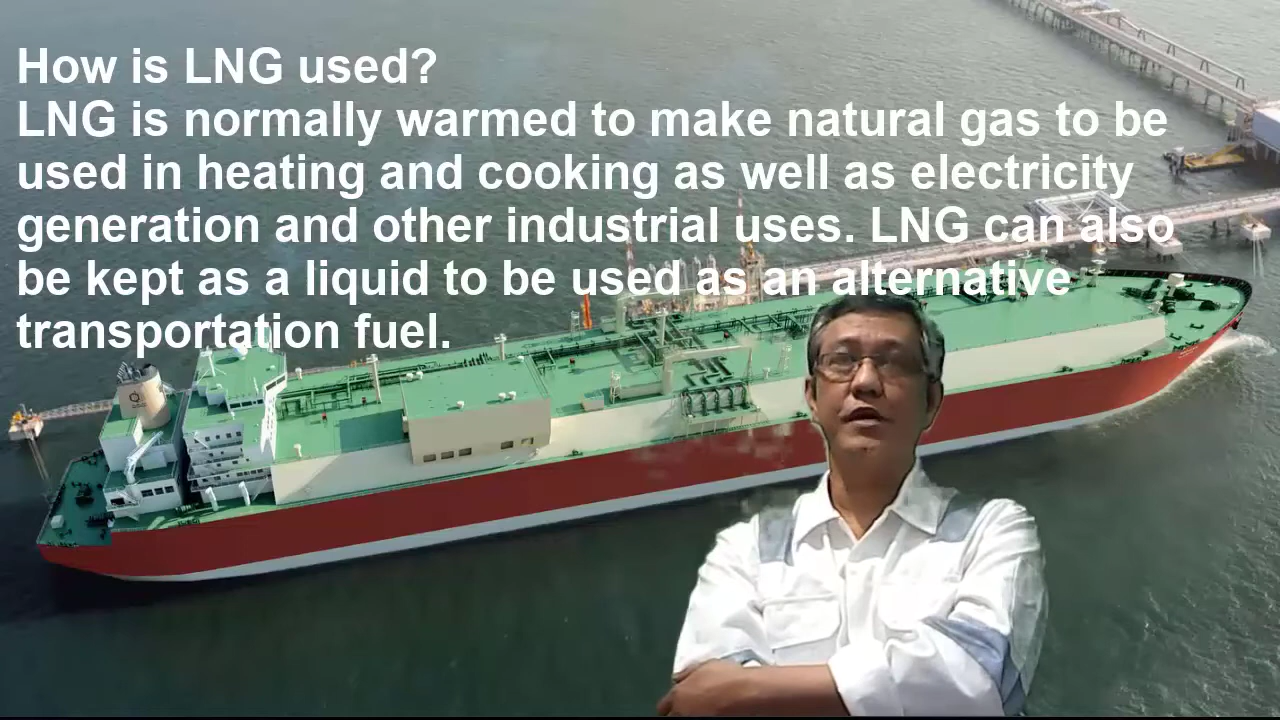 How is LNG used?
LNG is normally warmed to make natural gas to be
used in heating and cooking as well as electricity
generation and other industrial uses. LNG can also
be kept as a liquid to be used as an alternative
transportation fuel.